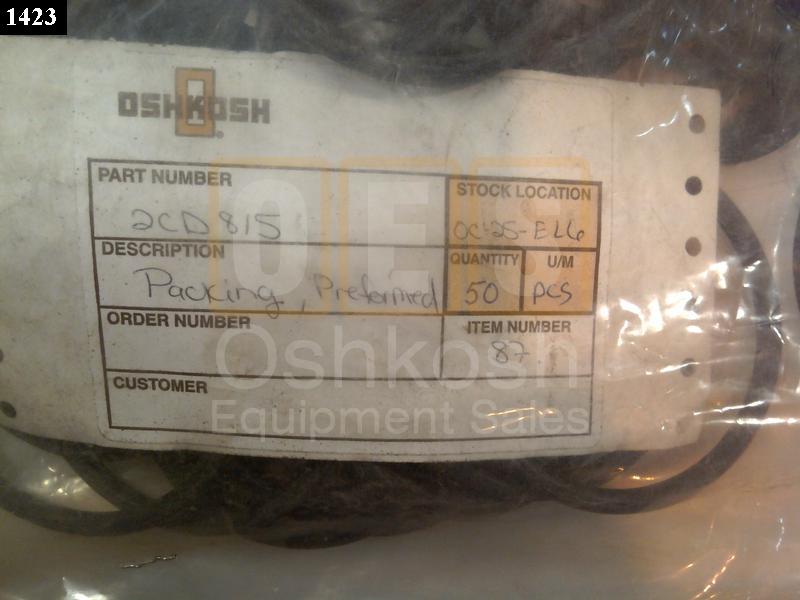 1423
OSHKOSH
®
PART NUMBER
2CD815
STOCK LOCATION
OC-25-EL6
DESCRIPTION
Packing, Preformed
QUANTITY
50
U/M
pcs
ORDER NUMBER
ITEM NUMBER
87
CUSTOMER
OES
Oshkosh
Equipment Sales